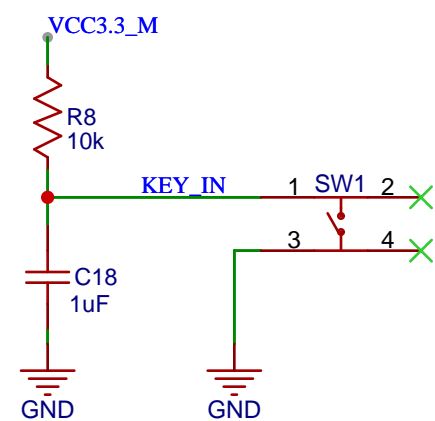 VCC3.3_M
R8
10k
KEY_IN
1 SW1 2
3 4
C18
1uF
GND
GND